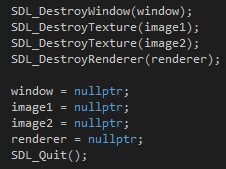 SDL_DestroyWindow(window);
SDL_DestroyTexture(image1);
SDL_DestroyTexture(image2);
SDL_DestroyRenderer(renderer);
window = nullptr;
image1 = nullptr;
image2 = nullptr;
renderer = nullptr;
SDL_Quit();